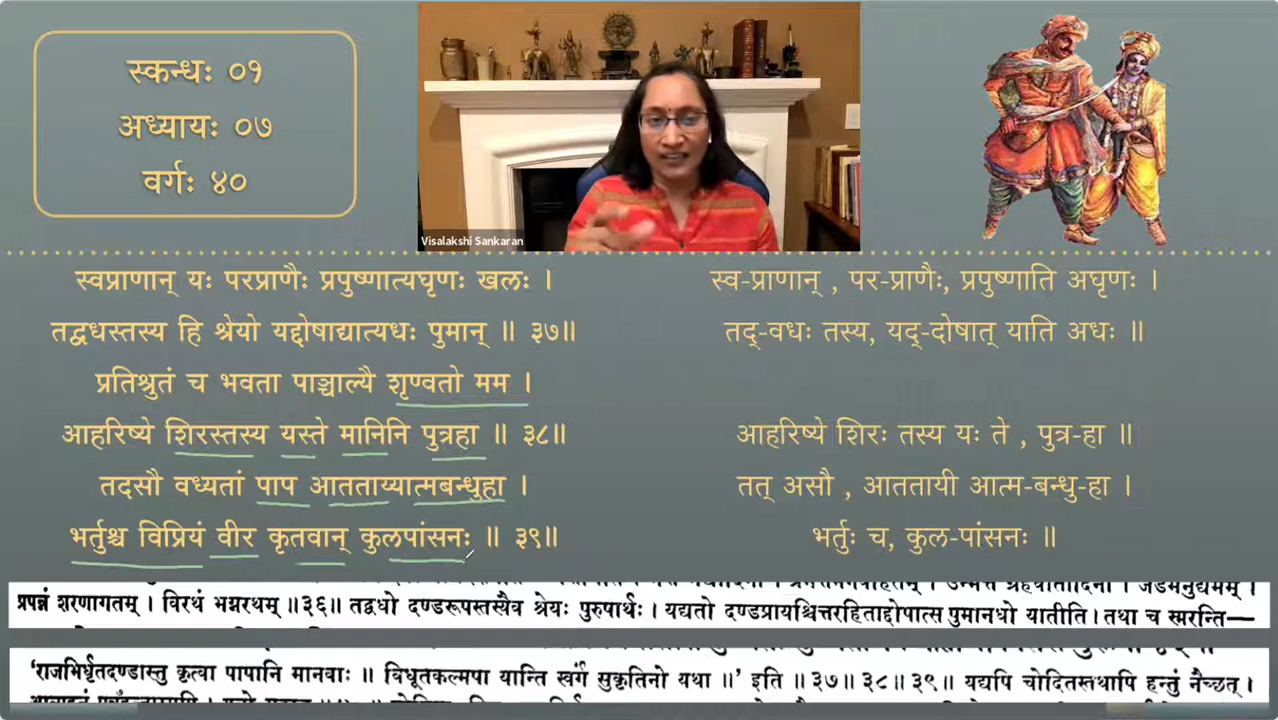 स्कन्धः ०१
अध्यायः ०७
वर्गः ४०
Visalakshi Sankaran
स्वप्राणान् यः परप्राणैः प्रपुष्णात्यघृणः खलः ।
स्व-प्राणान् , पर-प्राणैः, प्रपुष्णाति अघृणः ।
तद्वधस्तस्य हि श्रेयो यद्दोषाद्यात्यधः पुमान् ॥ ३७॥
तद्-वधः तस्य, यद्-दोषात् याति अधः ॥
प्रतिश्रुतं च भवता पाञ्चाल्यै शृण्वतो मम ।
आहरिष्ये शिरस्तस्य यस्ते मानिनि पुत्रहा ॥ ३८॥
आहरिष्ये शिरः तस्य यः ते , पुत्र-हा ॥
तदसौ वध्यतां पाप आतताय्यात्मबन्धुहा ।
तत् असौ , आततायी आत्म-बन्धु-हा ।
भर्तुश्च विप्रियं वीर कृतवान् कुलपांसनः ॥ ३९॥
भर्तुः च, कुल-पांसनः ॥
प्रपन्नं शरणागतम् । विरथं भग्नरथम् ॥३६॥ तद्वधो दण्डरूपस्तस्यैव श्रेयः पुरुषार्थः । यद्यतो दण्डप्रायश्चित्तरहिताद्दोषात्स पुमानधो यातीति । तथा च स्मरन्ति—
‘राजभिर्धृतदण्डास्तु कृत्वा पापानि मानवाः ॥ विधूतकल्मषा यान्ति स्वर्गं सुकृतिनो यथा ॥’ इति ॥३७॥३८॥३९॥ यद्यपि चोदितस्तथापि हन्तुं नैच्छत् ।